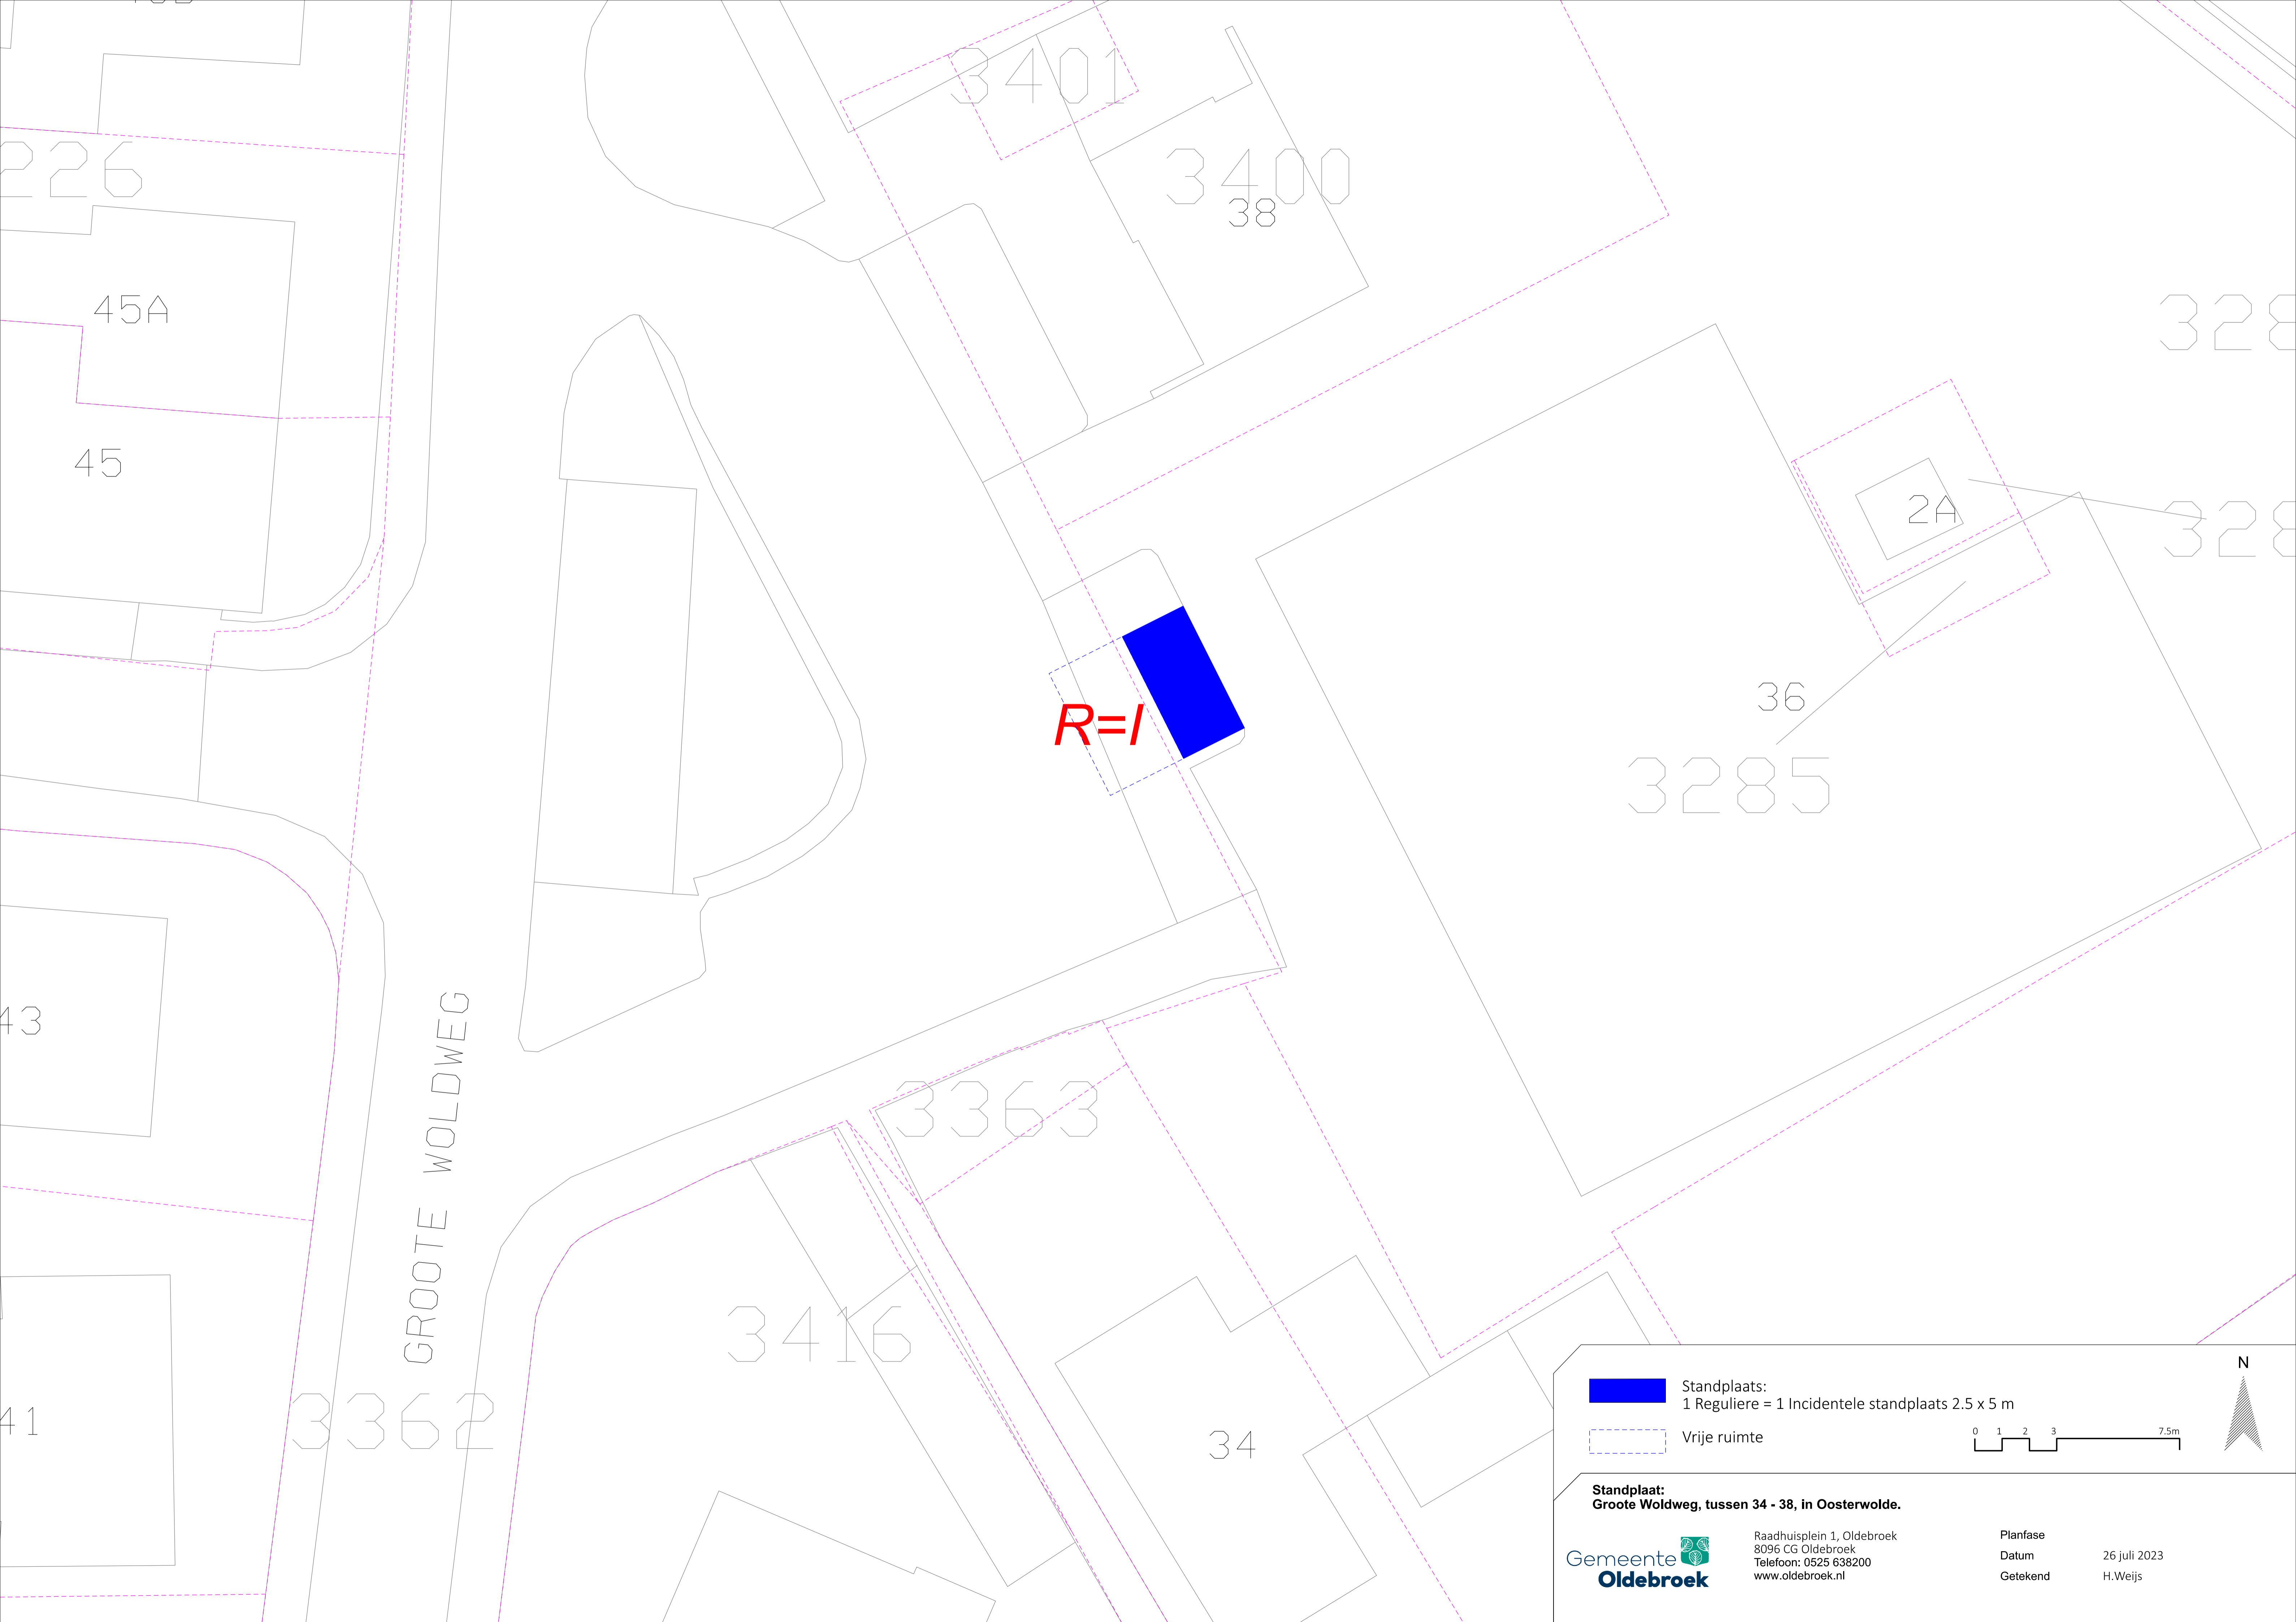 3401
226
3400
38
45A
328
45
2A
328
R=I
36
3285
43
GROOTE WOLDWEG
3363
3416
3362
41
34
Standplaats:
1 Reguliere = 1 Incidentele standplaats 2.5 x 5 m
Vrije ruimte
0 1 2 3 7.5m
N
Standplaat:
Groote Woldweg, tussen 34 - 38, in Oosterwolde.
Gemeente
Oldebroek
Raadhuisplein 1, Oldebroek
8096 CG Oldebroek
Telefoon: 0525 638200
www.oldebroek.nl
Planfase
Datum 26 juli 2023
Getekend H.Weijs